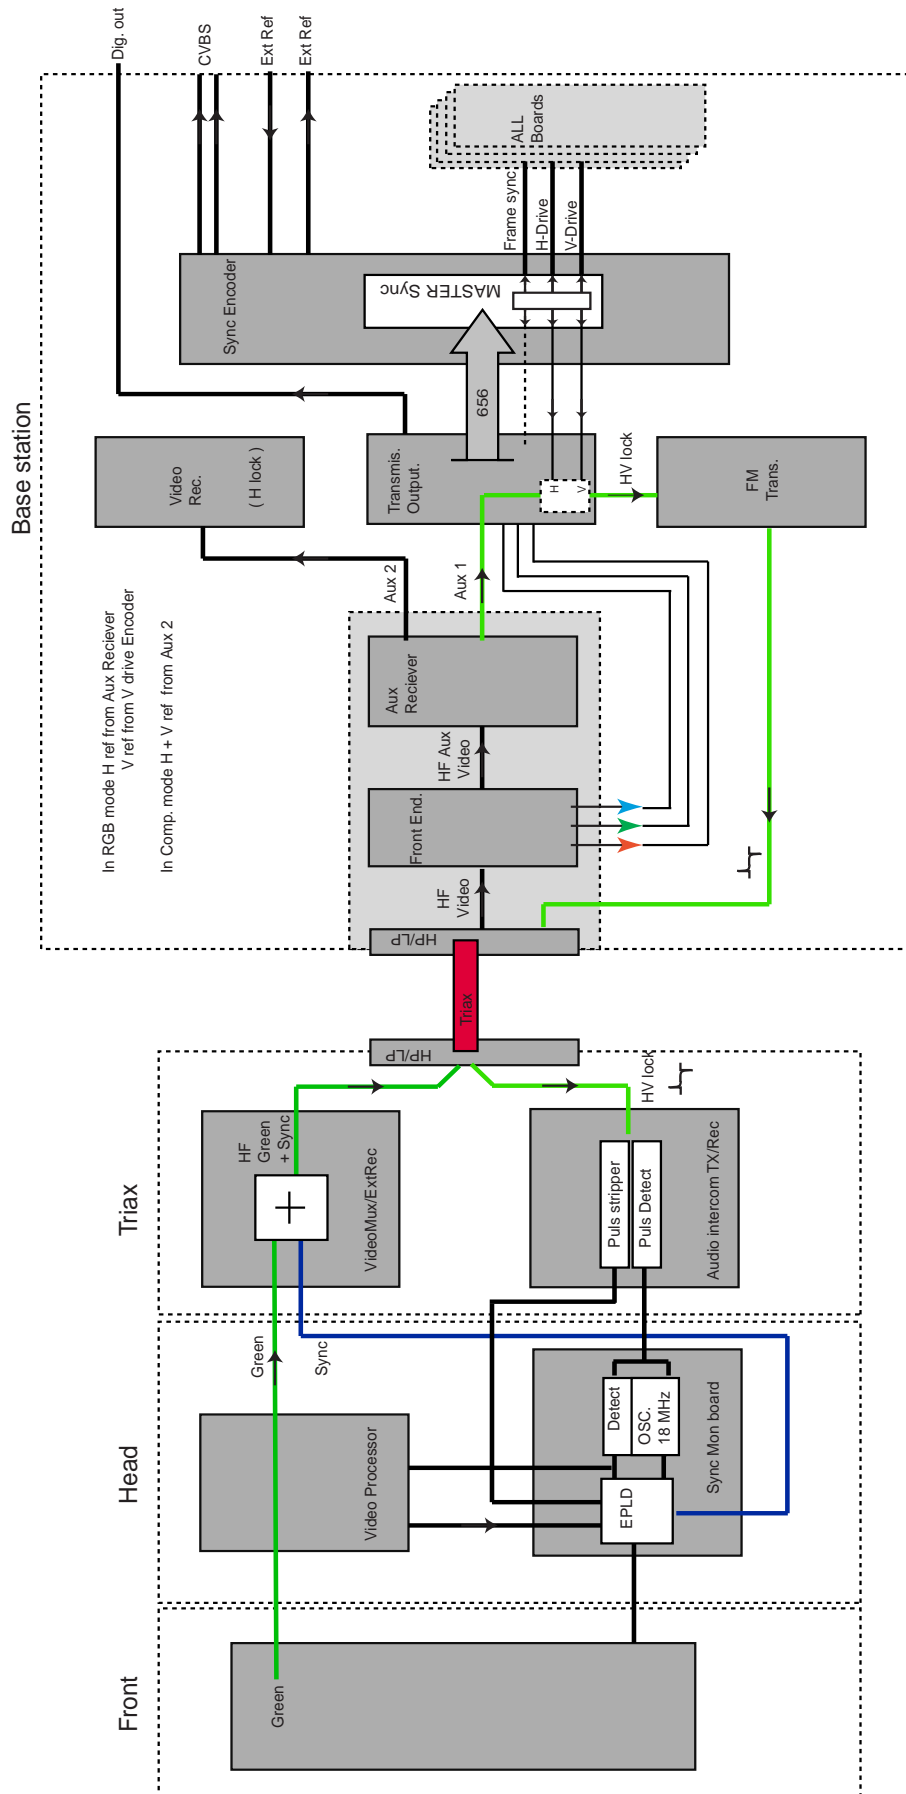 Front
Head
Triax
Base station
Green
Green
Sync
Video Processor
EPLD
Detect
OSC.
18 MHz
Sync Mon board
HF
Green
+ Sync
VideoMux/ExtRec
Puls stripper
Puls Detect
Audio intercom TX/Rec
HV lock
HP/LP
Triax
HP/LP
In RGB mode H ref from Aux Reciever
V ref from V drive Encoder
In Comp. mode H + V ref from Aux 2
HF
Video
Front End.
HF Aux
Video
Aux
Reciever
Aux 2
Aux 1
Video
Rec.
( H lock )
Transmis.
Output.
H
V
HV lock
FM
Trans.
656
Sync Encoder
MASTER Sync
Frame sync
H-Drive
V-Drive
ALL
Boards
Dig. out
CVBS
Ext Ref
Ext Ref